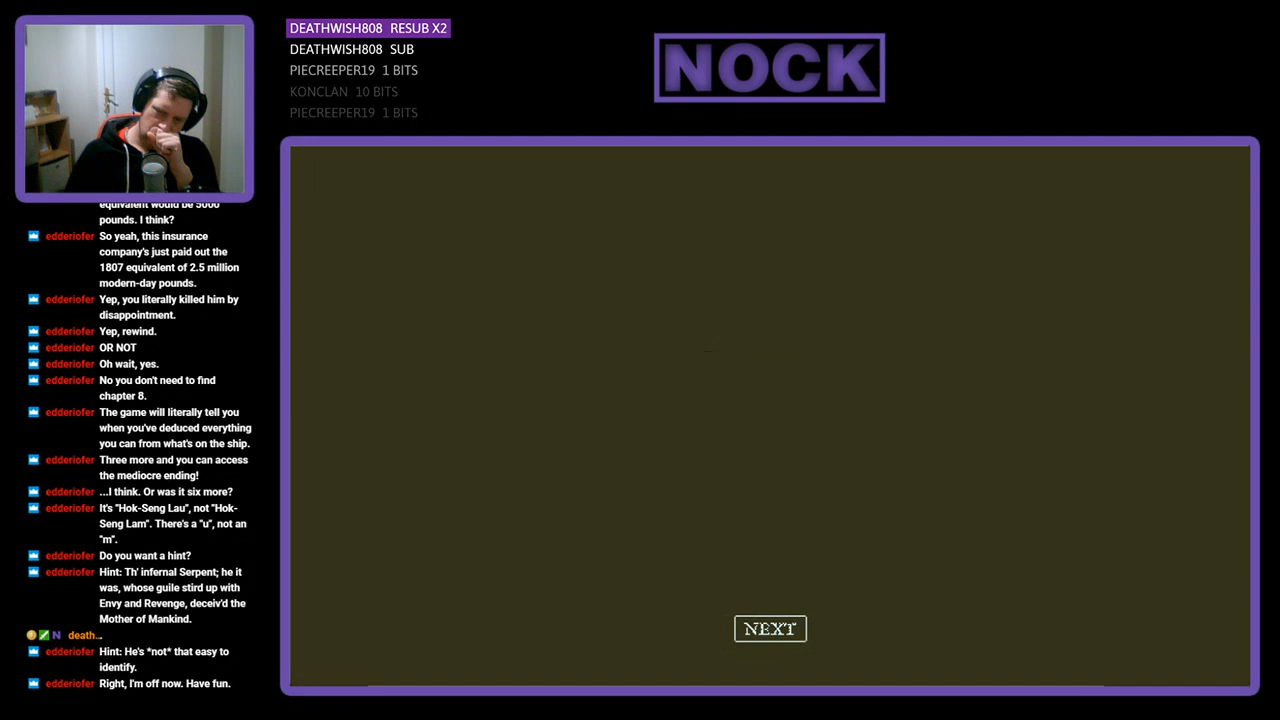 DEATHWISH808 RESUB X2
DEATHWISH808 SUB
PIECREEPER19 1 BITS
KONCLAN 10 BITS
PIECREEPER19 1 BITS
NOCK
equivalent would be 5000
pounds. I think?
edderiofer So yeah, this insurance
company's just paid out the
1807 equivalent of 2.5 million
modern-day pounds.
edderiofer Yep, you literally killed him by
disappointment.
edderiofer Yep, rewind.
edderiofer OR NOT
edderiofer Oh wait, yes.
edderiofer No you don't need to find
chapter 8.
edderiofer The game will literally tell you
when you've deduced everything
you can from what's on the ship.
edderiofer Three more and you can access
the mediocre ending!
edderiofer ...I think. Or was it six more?
edderiofer It's "Hok-Seng Lau", not "Hok-
Seng Lam". There's a "u", not an
"m".
edderiofer Do you want a hint?
edderiofer Hint: Th' infernal Serpent; he it
was, whose guile stird up with
Envy and Revenge, deceiv'd the
Mother of Mankind.
N death...
edderiofer Hint: He's *not* that easy to
identify.
edderiofer Right, I'm off now. Have fun.
NEXT